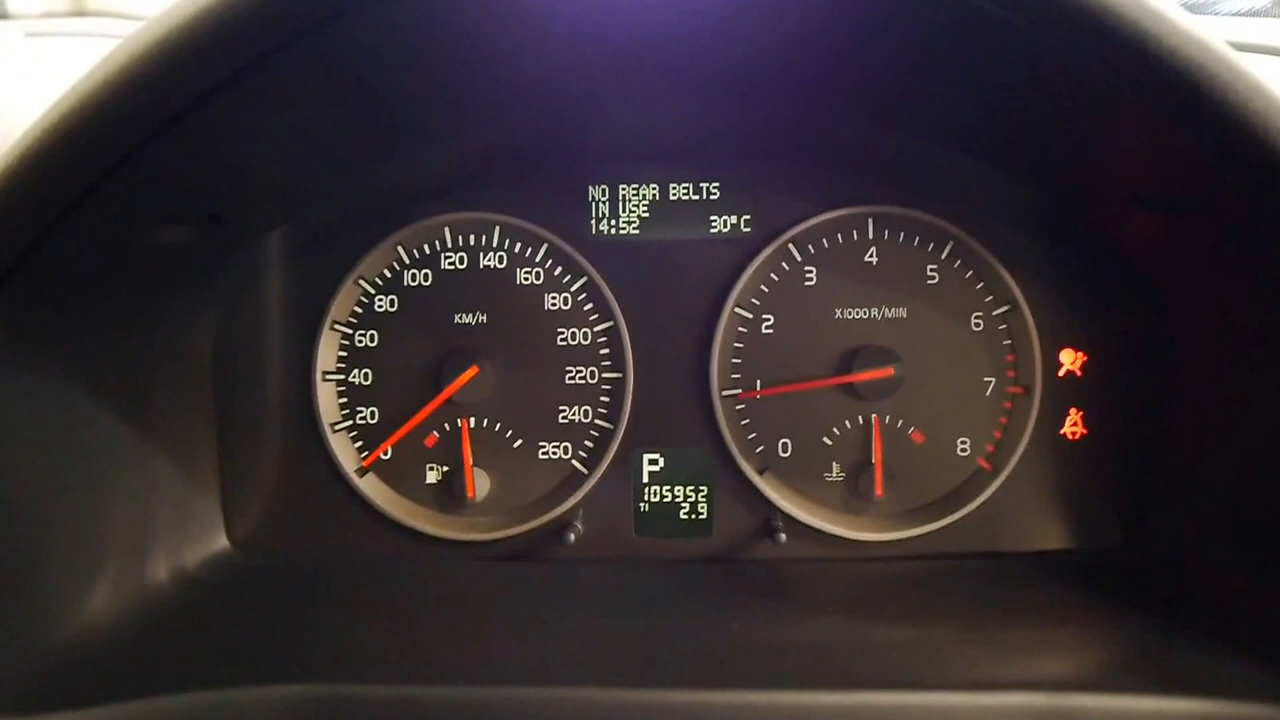 NO REAR BELTS
IN USE
14:52 30°C
0 20 40 60 80 100 120 140 160 180 200 220 240 260
KM/H
0 1 2 3 4 5 6 7 8
X1000 R/MIN
P
105952
T1 2.9